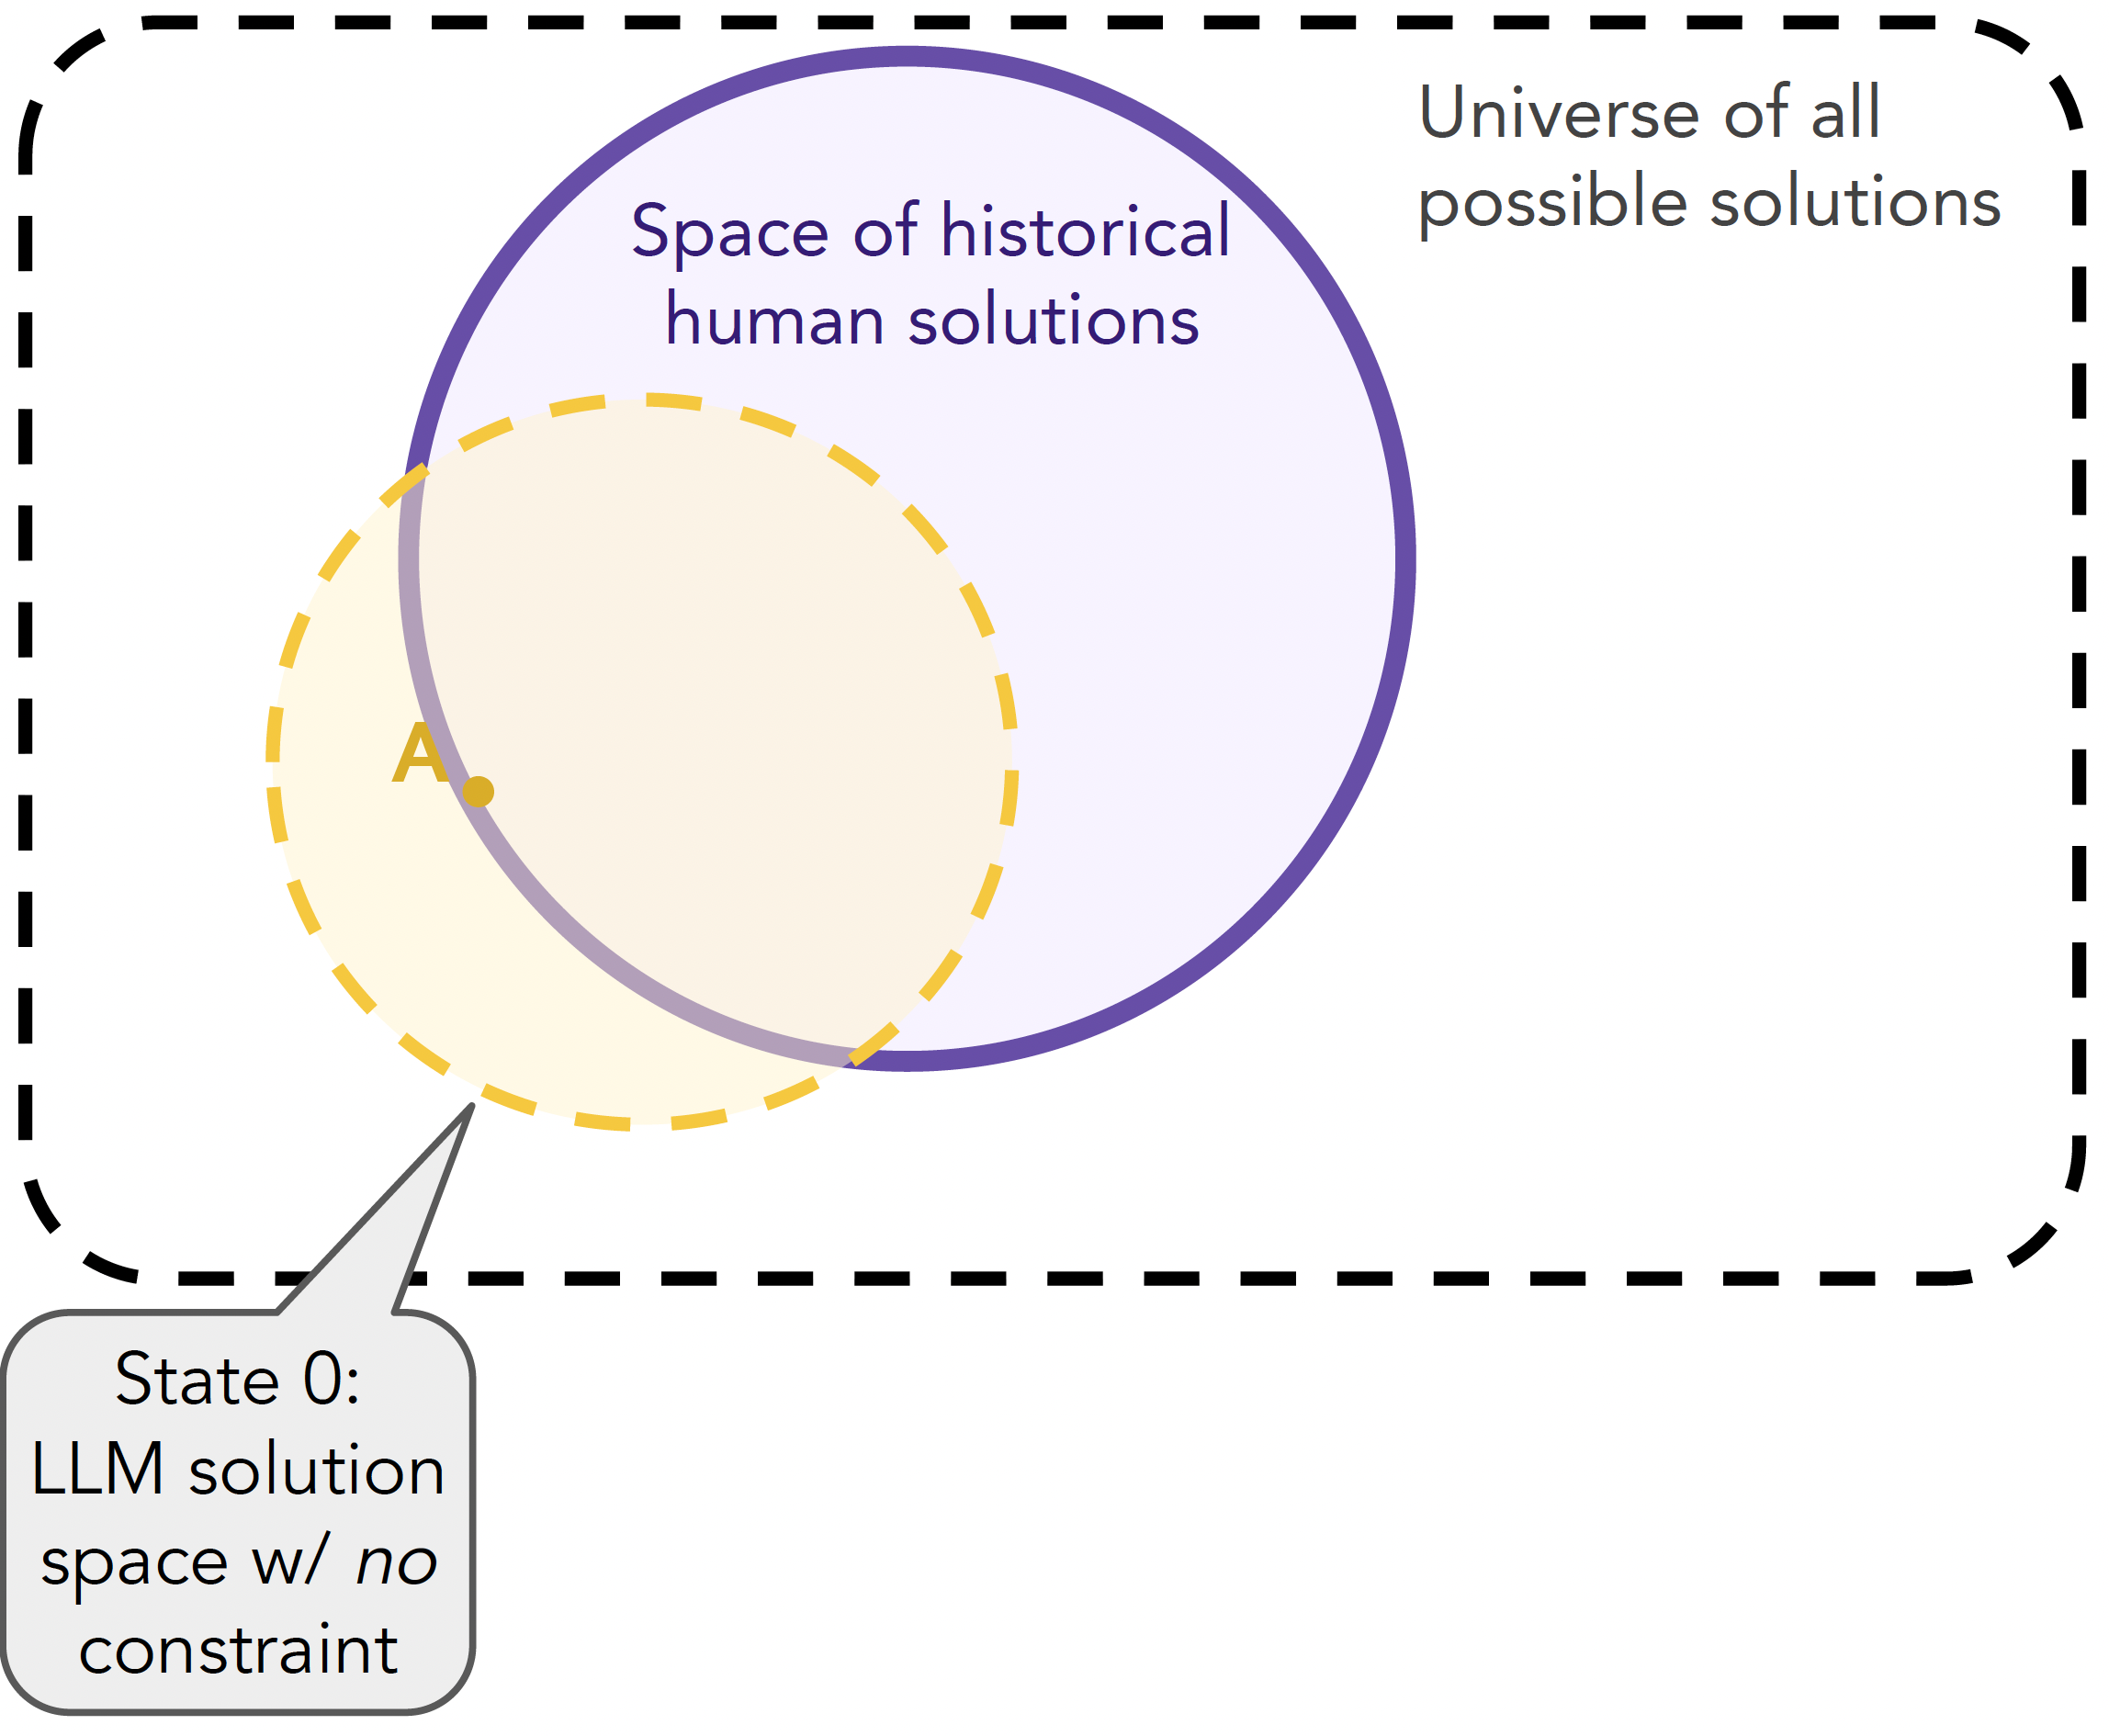 Universe of all
possible solutions
Space of historical
human solutions
A
State 0:
LLM solution
space w/ no
constraint